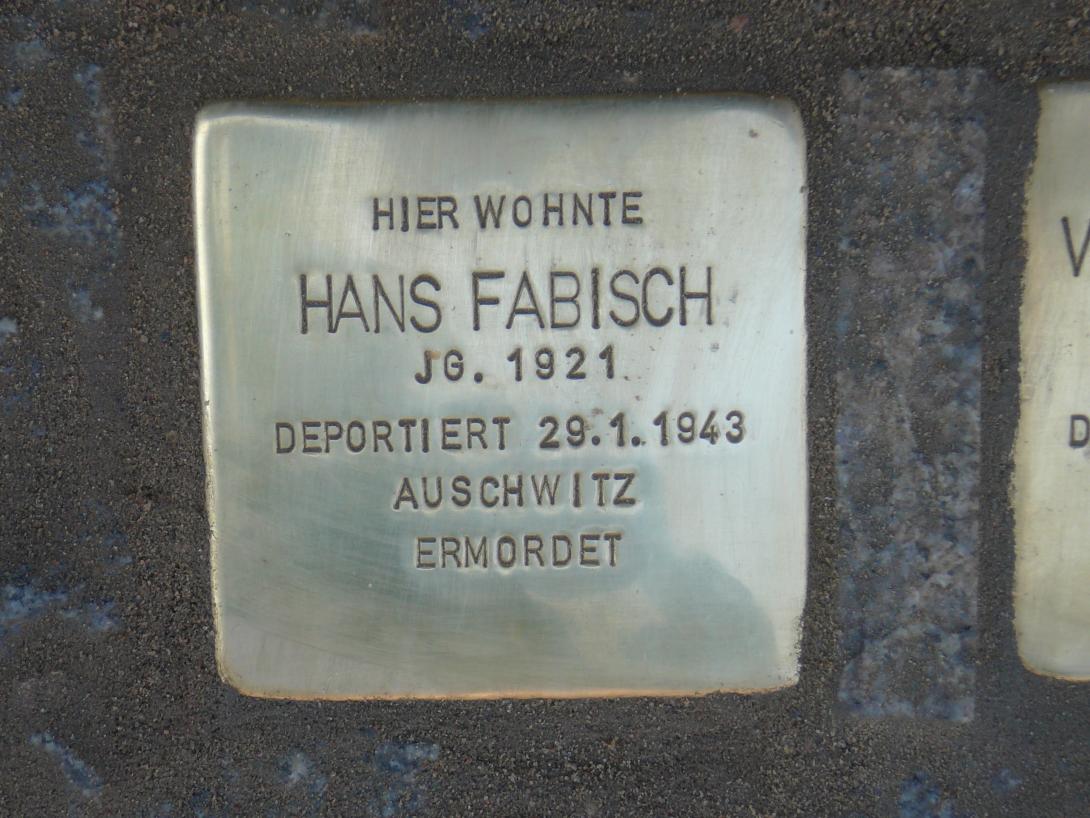 HIER WOHNTE
HANS FABISCH
JG. 1921
DEPORTIERT 29.1.1943
AUSCHWITZ
ERMORDET